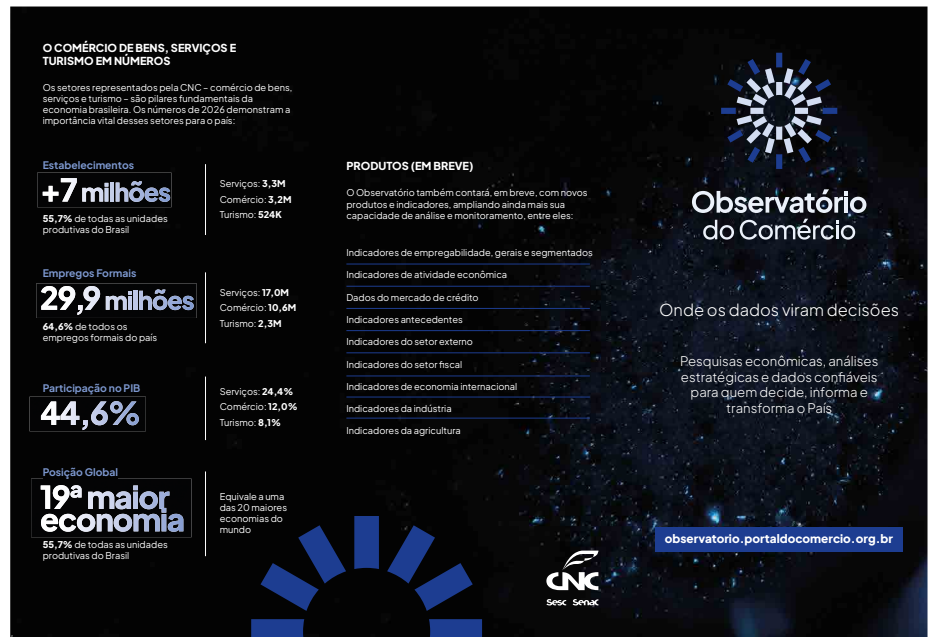 O COMÉRCIO DE BENS, SERVIÇOS E
TURISMO EM NÚMEROS
Os setores representados pela CNC – comércio de bens,
serviços e turismo – são pilares fundamentais da
economia brasileira. Os números de 2026 demonstram a
importância vital desses setores para o país:
Estabelecimentos
+7 milhões
55,7% de todas as unidades
produtivas do Brasil
Serviços: 3,3M
Comércio: 3,2M
Turismo: 524K
Empregos Formais
29,9 milhões
64,6% de todos os
empregos formais do país
Serviços: 17,0M
Comércio: 10,6M
Turismo: 2,3M
Participação no PIB
44,6%
Serviços: 24,4%
Comércio: 12,0%
Turismo: 8,1%
Posição Global
19ª maior
economia
55,7% de todas as unidades
produtivas do Brasil
Equivale a uma
das 20 maiores
economias do
mundo
PRODUTOS (EM BREVE)
O Observatório também contará, em breve, com novos
produtos e indicadores, ampliando ainda mais sua
capacidade de análise e monitoramento, entre eles:
Indicadores de empregabilidade, gerais e segmentados
Indicadores de atividade econômica
Dados do mercado de crédito
Indicadores antecedentes
Indicadores do setor externo
Indicadores do setor fiscal
Indicadores de economia internacional
Indicadores da indústria
Indicadores da agricultura
CNC
Sesc Senac
Observatório
do Comércio
Onde os dados viram decisões
Pesquisas econômicas, análises
estratégicas e dados confiáveis
para quem decide, informa e
transforma o País
observatorio.portaldocomercio.org.br